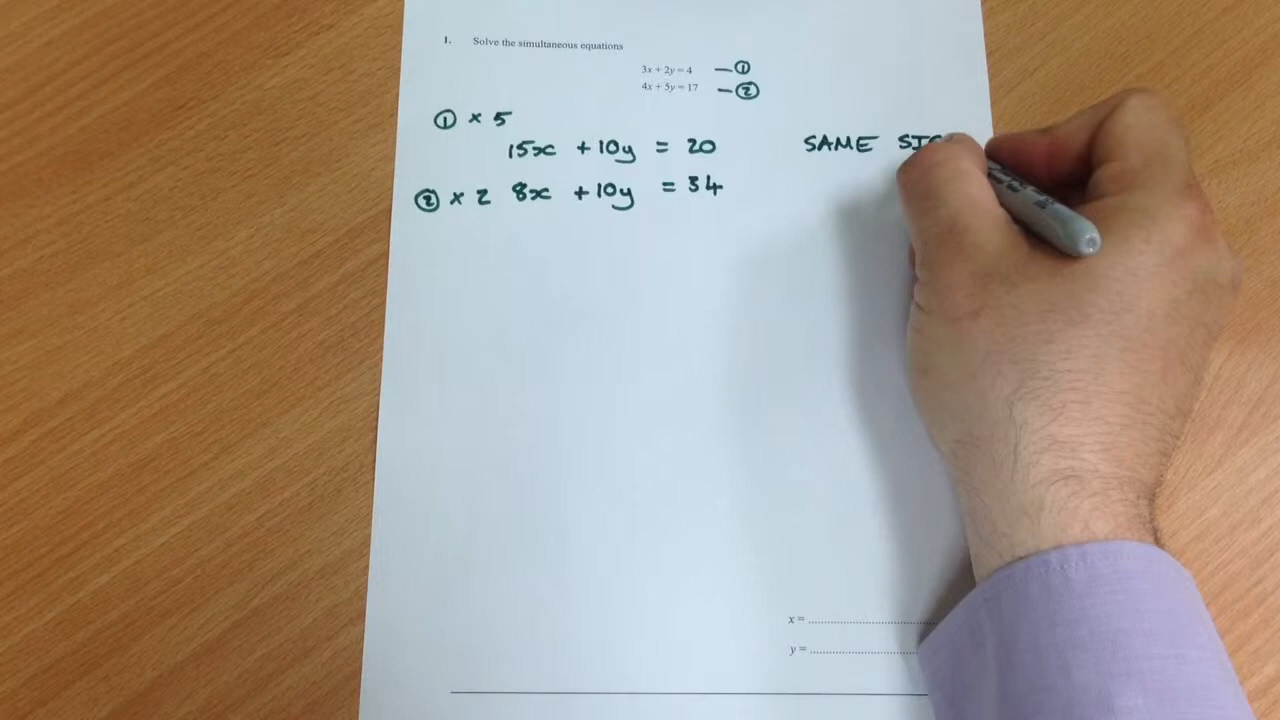 1. Solve the simultaneous equations
3x + 2y = 4 — ①
4x + 5y = 17 — ②
① × 5
15x + 10y = 20 SAME
② × 2 8x + 10y = 34
x = ........................
y = ........................